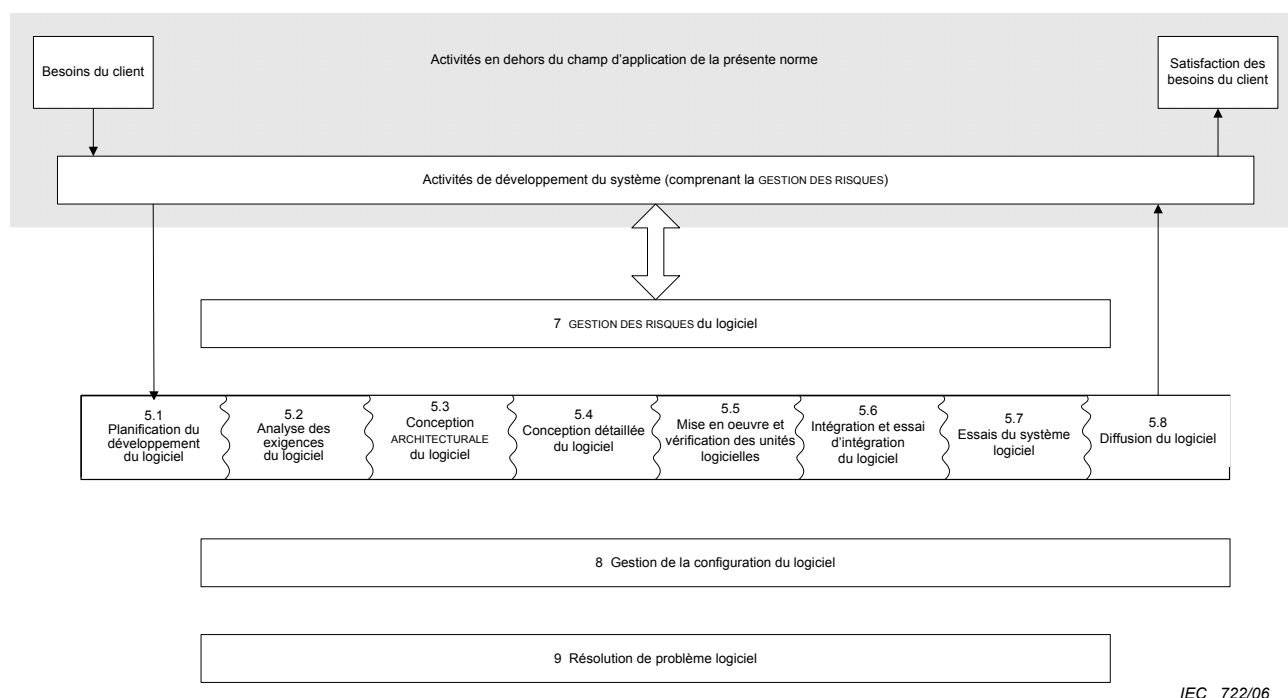 Besoins du client
Activités en dehors du champ d'application de la présente norme
Satisfaction des
besoins du client
Activités de développement du système (comprenant la GESTION DES RISQUES)
7 GESTION DES RISQUES du logiciel
5.1
Planification du
développement
du logiciel
5.2
Analyse des
exigences
du logiciel
5.3
Conception
ARCHITECTURALE
du logiciel
5.4
Conception détaillée
du logiciel
5.5
Mise en oeuvre et
vérification des unités
logicielles
5.6
Intégration et essai
d'intégration
du logiciel
5.7
Essais du système
logiciel
5.8
Diffusion du logiciel
8 Gestion de la configuration du logiciel
9 Résolution de problème logiciel
IEC 722/06